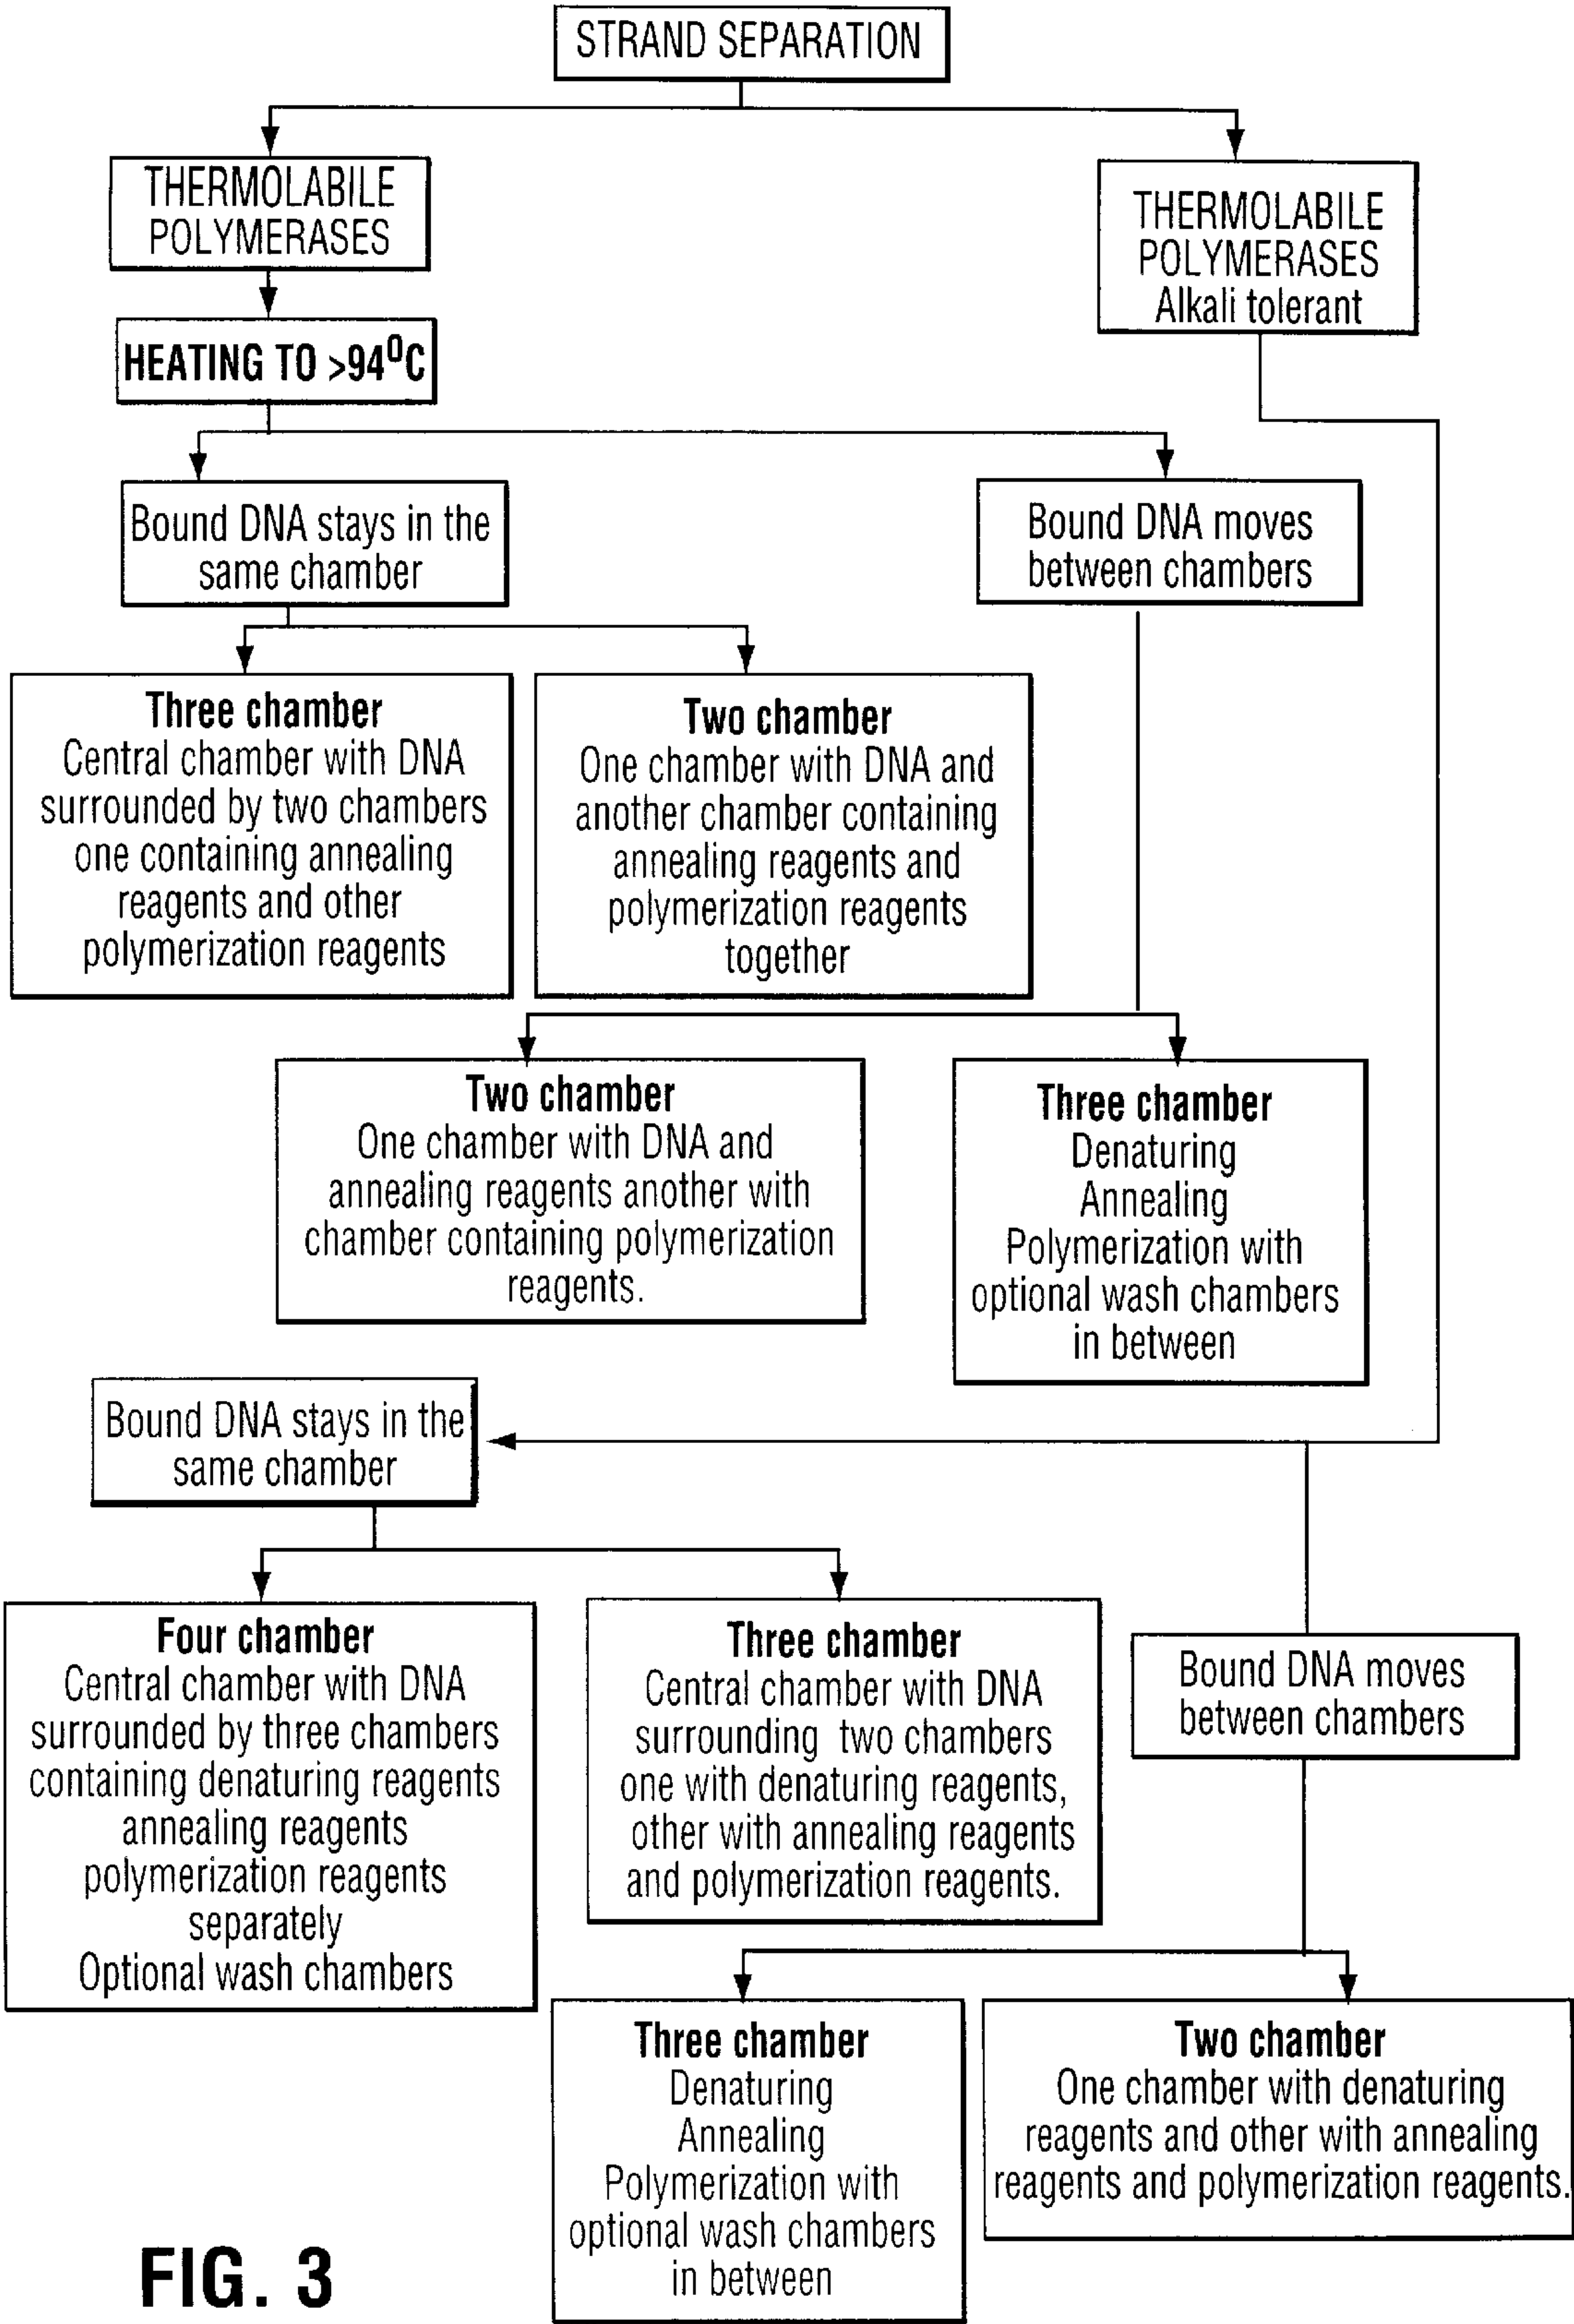 STRAND SEPARATION
THERMOLABILE
POLYMERASES
THERMOLABILE
POLYMERASES
Alkali tolerant
HEATING TO >94⁰C
Bound DNA stays in the
same chamber
Bound DNA moves
between chambers
Three chamber
Central chamber with DNA
surrounded by two chambers
one containing annealing
reagents and other
polymerization reagents
Two chamber
One chamber with DNA and
another chamber containing
annealing reagents and
polymerization reagents
together
Two chamber
One chamber with DNA and
annealing reagents another with
chamber containing polymerization
reagents.
Three chamber
Denaturing
Annealing
Polymerization with
optional wash chambers
in between
Bound DNA stays in the
same chamber
Four chamber
Central chamber with DNA
surrounded by three chambers
containing denaturing reagents
annealing reagents
polymerization reagents
separately
Optional wash chambers
Three chamber
Central chamber with DNA
surrounding two chambers
one with denaturing reagents,
other with annealing reagents
and polymerization reagents.
Bound DNA moves
between chambers
Three chamber
Denaturing
Annealing
Polymerization with
optional wash chambers
in between
Two chamber
One chamber with denaturing
reagents and other with annealing
reagents and polymerization reagents.
FIG. 3